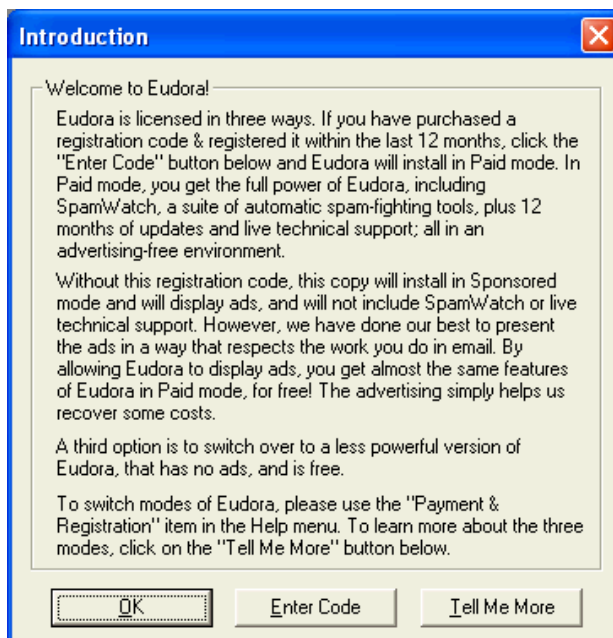 Introduction
Welcome to Eudora!
Eudora is licensed in three ways. If you have purchased a
registration code & registered it within the last 12 months, click the
"Enter Code" button below and Eudora will install in Paid mode. In
Paid mode, you get the full power of Eudora, including
SpamWatch, a suite of automatic spam-fighting tools, plus 12
months of updates and live technical support; all in an
advertising-free environment.
Without this registration code, this copy will install in Sponsored
mode and will display ads, and will not include SpamWatch or live
technical support. However, we have done our best to present
the ads in a way that respects the work you do in email. By
allowing Eudora to display ads, you get almost the same features
of Eudora in Paid mode, for free! The advertising simply helps us
recover some costs.
A third option is to switch over to a less powerful version of
Eudora, that has no ads, and is free.
To switch modes of Eudora, please use the "Payment &
Registration" item in the Help menu. To learn more about the three
modes, click on the "Tell Me More" button below.
OK
Enter Code
Tell Me More